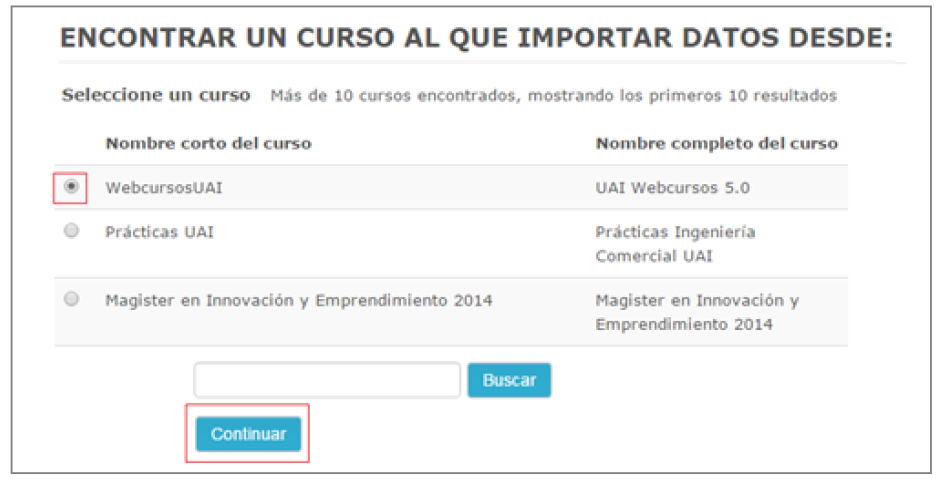 ENCONTRAR UN CURSO AL QUE IMPORTAR DATOS DESDE:
Seleccione un curso Más de 10 cursos encontrados, mostrando los primeros 10 resultados
Nombre corto del curso Nombre completo del curso
WebcursosUAI UAI Webcursos 5.0
Prácticas UAI Prácticas Ingeniería
Comercial UAI
Magister en Innovación y Emprendimiento 2014 Magister en Innovación y
Emprendimiento 2014
Buscar
Continuar